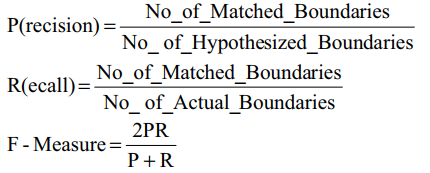 P(recision) = No_of_Matched_Boundaries / No_ of_Hypothesized_Boundaries
R(ecall) = No_of_Matched_Boundaries / No_ of_Actual_Boundaries
F - Measure = 2PR / P + R